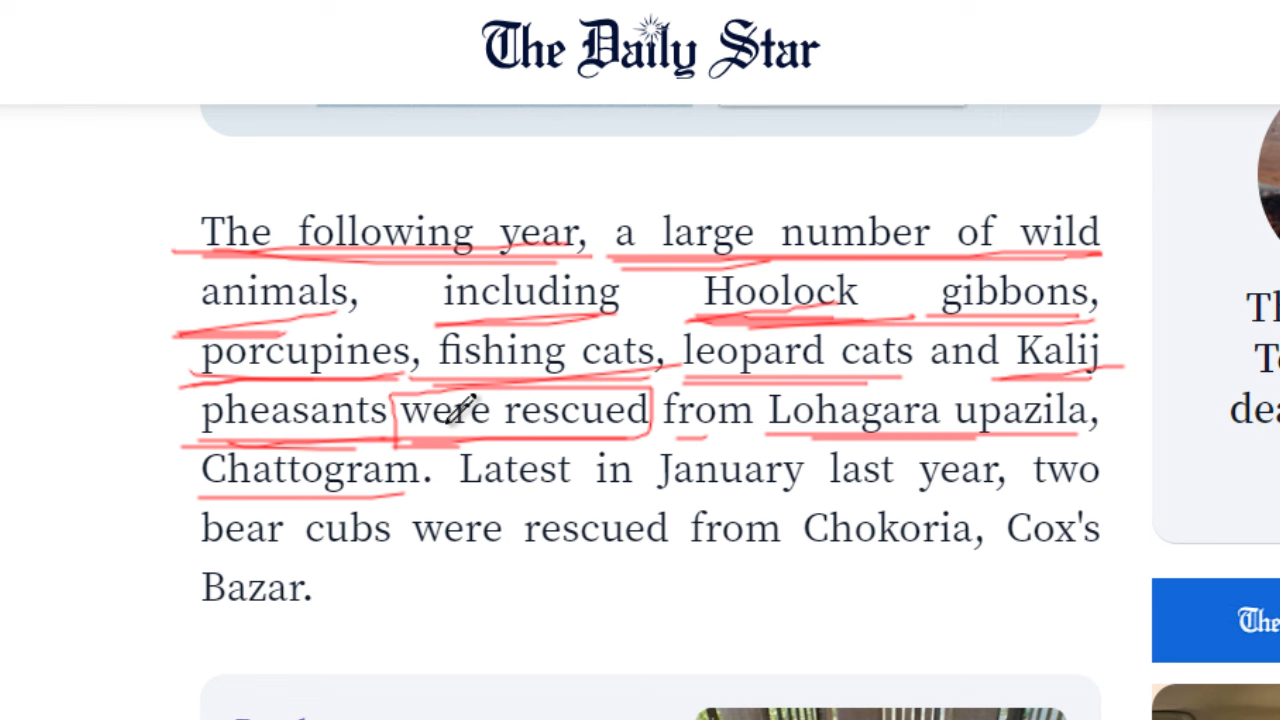 The Daily Star
The following year, a large number of wild
animals, including Hoolock gibbons,
porcupines, fishing cats, leopard cats and Kalij
pheasants were rescued from Lohagara upazila,
Chattogram. Latest in January last year, two
bear cubs were rescued from Chokoria, Cox's
Bazar.
The